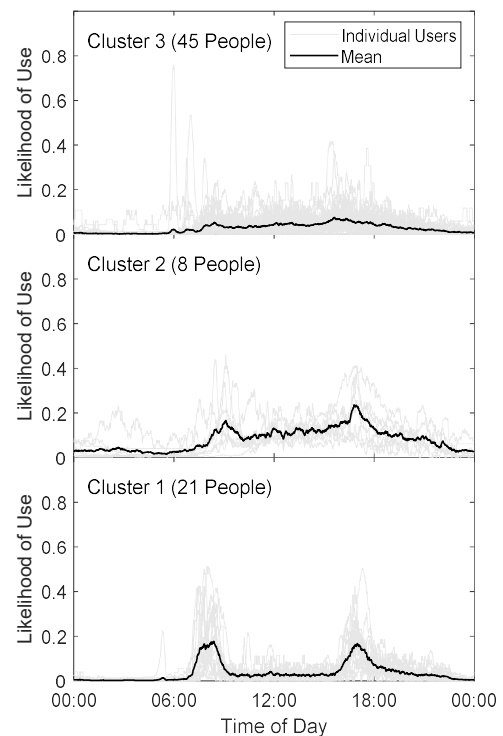 Cluster 3 (45 People)
Individual Users
Mean
Likelihood of Use
0.8
0.6
0.4
0.2
0
Cluster 2 (8 People)
Likelihood of Use
0.8
0.6
0.4
0.2
0
Cluster 1 (21 People)
Likelihood of Use
0.8
0.6
0.4
0.2
0
00:00 06:00 12:00 18:00 00:00
Time of Day